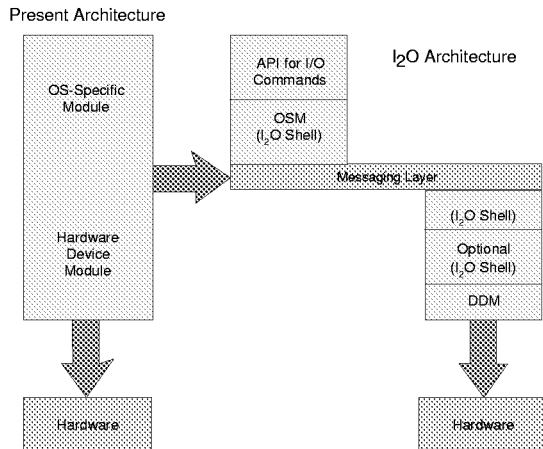 Present Architecture
OS-Specific
Module
Hardware
Device
Module
Hardware
I₂O Architecture
API for I/O
Commands
OSM
(I₂O Shell)
Messaging Layer
(I₂O Shell)
Optional
(I₂O Shell)
DDM
Hardware